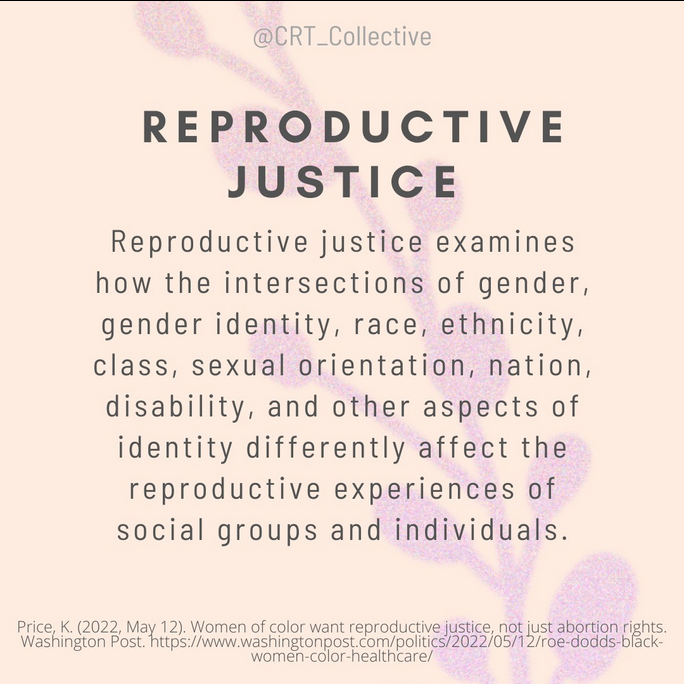 @CRT_Collective
REPRODUCTIVE
JUSTICE
Reproductive justice examines
how the intersections of gender,
gender identity, race, ethnicity,
class, sexual orientation, nation,
disability, and other aspects of
identity differently affect the
reproductive experiences of
social groups and individuals.
Price, K. (2022, May 12). Women of color want reproductive justice, not just abortion rights.
Washington Post. https://www.washingtonpost.com/politics/2022/05/12/roe-dodds-black-
women-color-healthcare/